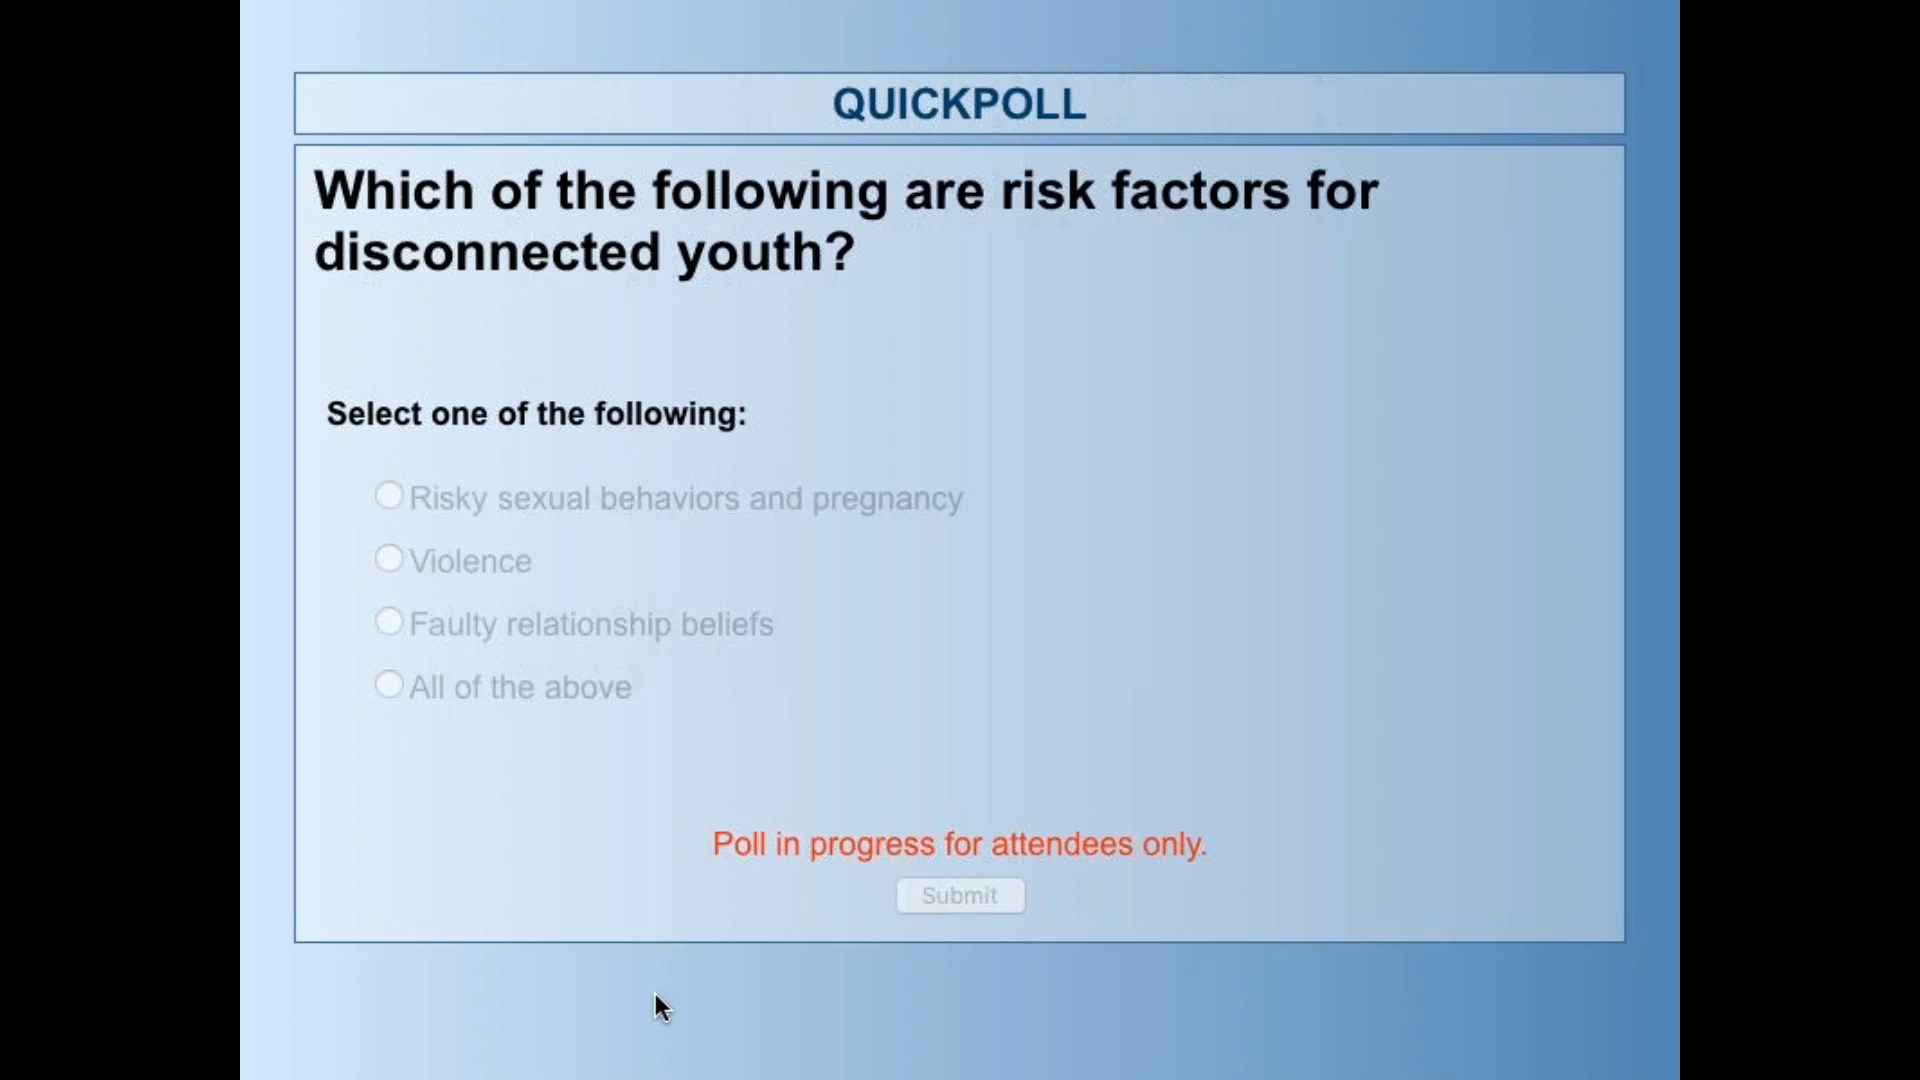 QUICKPOLL
Which of the following are risk factors for
disconnected youth?
Select one of the following:
Risky sexual behaviors and pregnancy
Violence
Faulty relationship beliefs
All of the above
Poll in progress for attendees only.
Submit